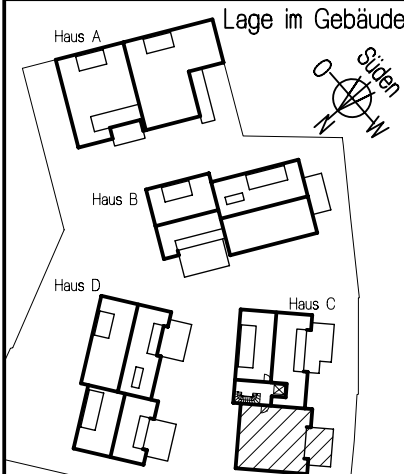 Lage im Gebäude
Haus A
Süden
O
N
W
Haus B
Haus D
Haus C